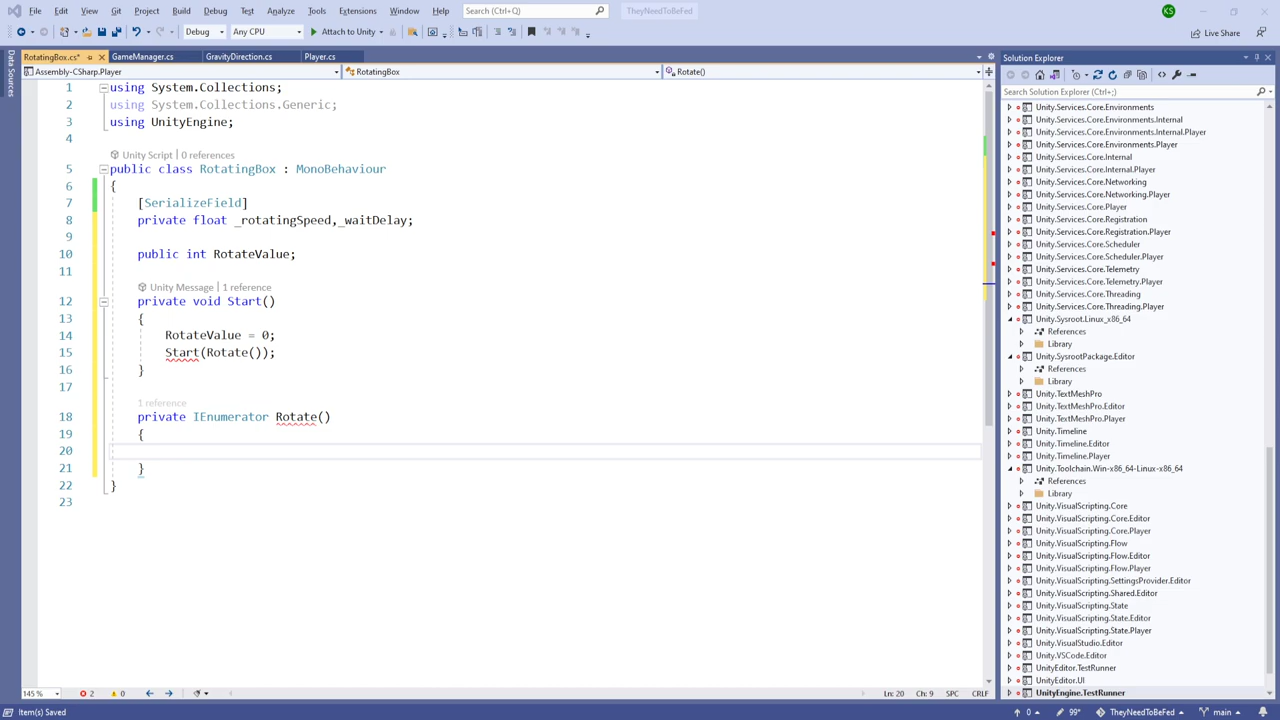 File Edit View Git Project Build Debug Test Analyze Tools Extensions Window Help Search (Ctrl+;) TheyNeedToBeFed KS
Debug Any CPU Attach to Unity Live Share
Data Sources
RotatingBox.cs* GameManager.cs GravityDirection.cs Player.cs
Assembly-CSharp.Player RotatingBox Rotate()
1 using System.Collections;
2 using System.Collections.Generic;
3 using UnityEngine;
4
Unity Script | 0 references
5 public class RotatingBox : MonoBehaviour
6 {
7 [SerializeField]
8 private float _rotatingSpeed,_waitDelay;
9
10 public int RotateValue;
11
Unity Message | 1 reference
12 private void Start()
13 {
14 RotateValue = 0;
15 Start(Rotate());
16 }
17
1 reference
18 private IEnumerator Rotate()
19 {
20
21 }
22 }
23
145 % 2 0 Ln: 20 Ch: 9 SPC CRLF
Solution Explorer
Search Solution Explorer (Ctrl+;)
Unity.Services.Core.Environments
Unity.Services.Core.Environments.Internal
Unity.Services.Core.Environments.Internal.Player
Unity.Services.Core.Environments.Player
Unity.Services.Core.Internal
Unity.Services.Core.Internal.Player
Unity.Services.Core.Networking
Unity.Services.Core.Networking.Player
Unity.Services.Core.Player
Unity.Services.Core.Registration
Unity.Services.Core.Registration.Player
Unity.Services.Core.Scheduler
Unity.Services.Core.Scheduler.Player
Unity.Services.Core.Telemetry
Unity.Services.Core.Telemetry.Player
Unity.Services.Core.Threading
Unity.Services.Core.Threading.Player
Unity.Sysroot.Linux_x86_64
References
Library
Unity.SysrootPackage.Editor
References
Library
Unity.TextMeshPro
Unity.TextMeshPro.Editor
Unity.TextMeshPro.Player
Unity.Timeline
Unity.Timeline.Editor
Unity.Timeline.Player
Unity.Toolchain.Win-x86_64-Linux-x86_64
References
Library
Unity.VisualScripting.Core
Unity.VisualScripting.Core.Editor
Unity.VisualScripting.Core.Player
Unity.VisualScripting.Flow
Unity.VisualScripting.Flow.Editor
Unity.VisualScripting.Flow.Player
Unity.VisualScripting.SettingsProvider.Editor
Unity.VisualScripting.Shared.Editor
Unity.VisualScripting.State
Unity.VisualScripting.State.Editor
Unity.VisualScripting.State.Player
Unity.VisualStudio.Editor
Unity.VSCode.Editor
UnityEditor.TestRunner
UnityEditor.UI
UnityEngine.TestRunner
Item(s) Saved 0 99+ TheyNeedToBeFed main